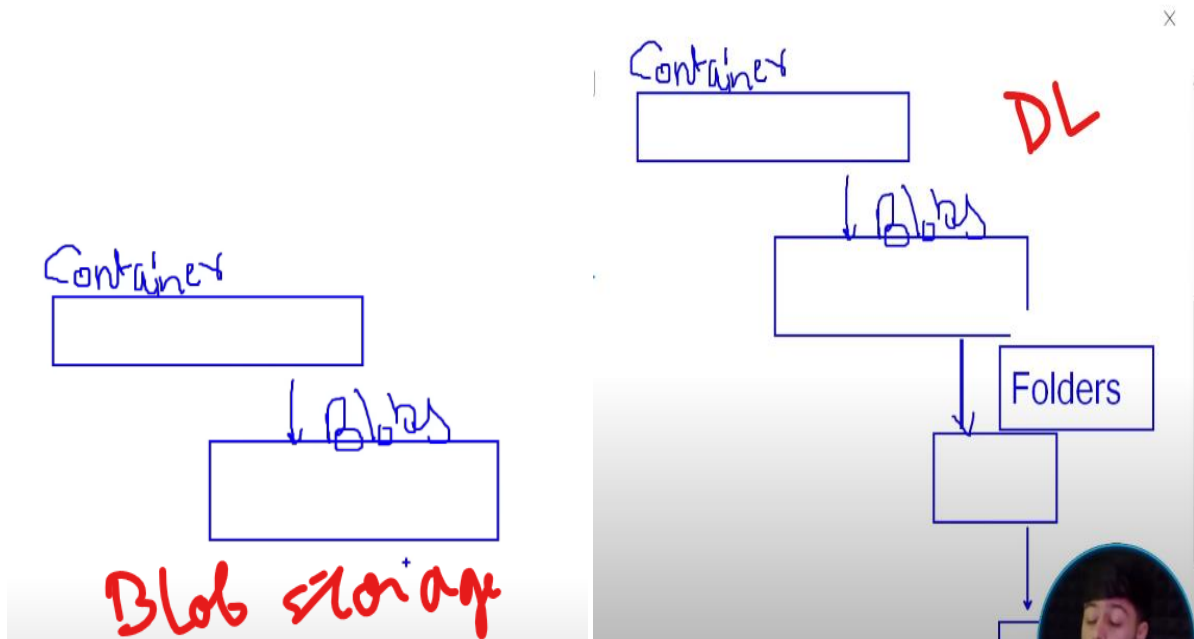 Container
Blobs
Blob storage
Container
DL
Blobs
Folders